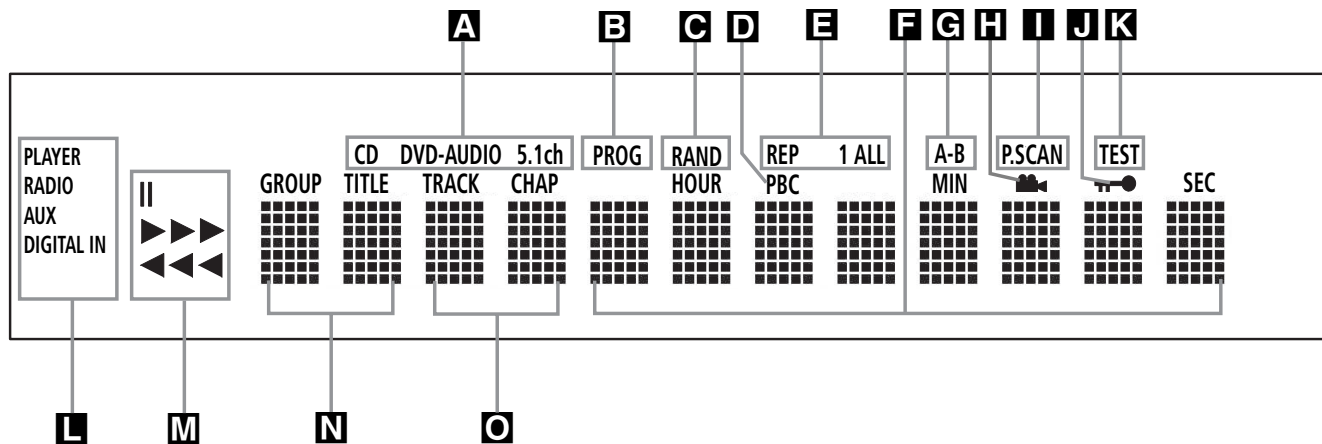 A B C D E F G H I J K
PLAYER
RADIO
AUX
DIGITAL IN
CD DVD-AUDIO 5.1ch PROG RAND REP 1 ALL A-B P.SCAN TEST
GROUP TITLE TRACK CHAP HOUR PBC MIN SEC
L M N O